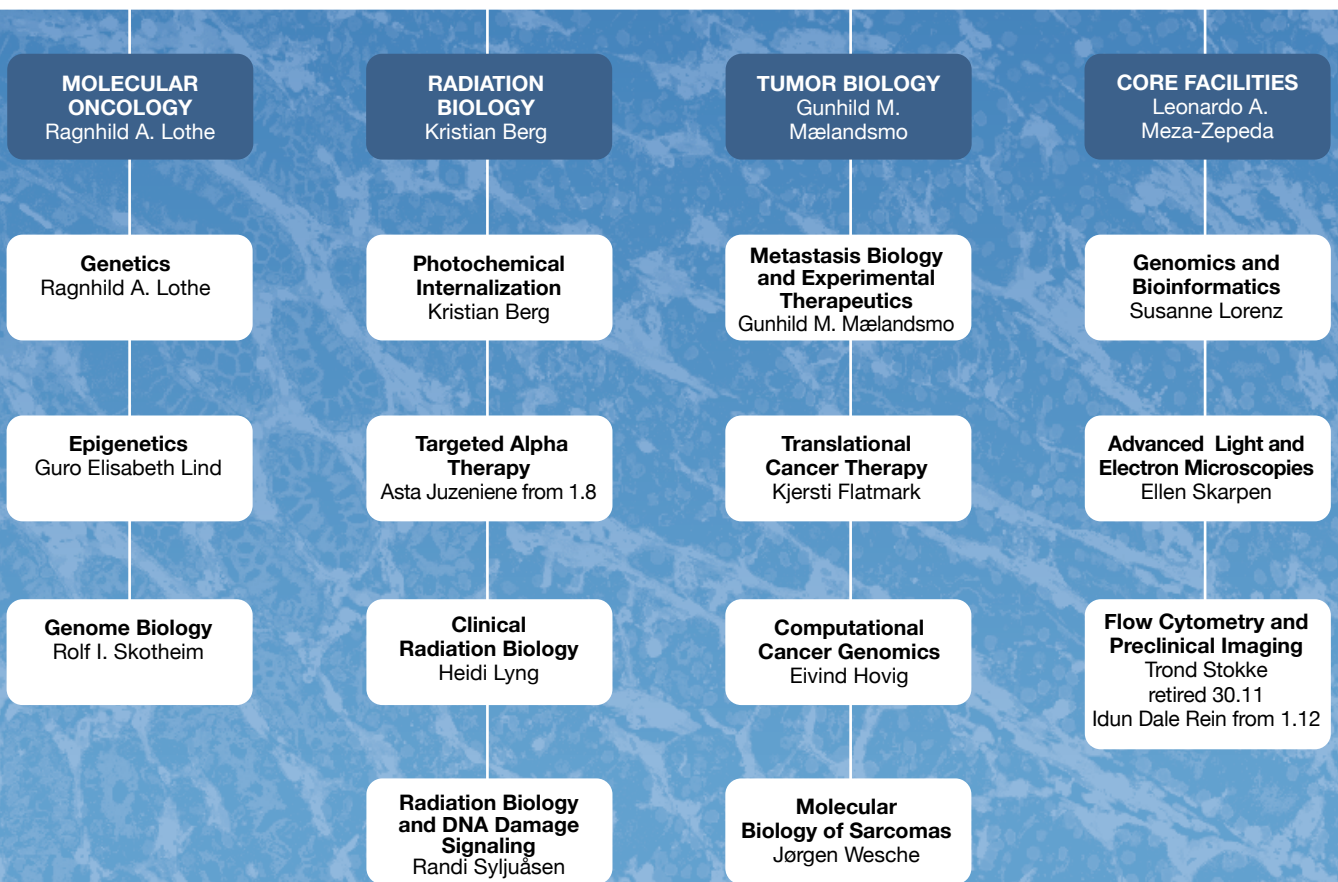 MOLECULAR
ONCOLOGY
Ragnhild A. Lothe
RADIATION
BIOLOGY
Kristian Berg
TUMOR BIOLOGY
Gunhild M.
Mælandsmo
CORE FACILITIES
Leonardo A.
Meza-Zepeda
Genetics
Ragnhild A. Lothe
Photochemical
Internalization
Kristian Berg
Metastasis Biology
and Experimental
Therapeutics
Gunhild M. Mælandsmo
Genomics and
Bioinformatics
Susanne Lorenz
Epigenetics
Guro Elisabeth Lind
Targeted Alpha
Therapy
Asta Juzeniene from 1.8
Translational
Cancer Therapy
Kjersti Flatmark
Advanced Light and
Electron Microscopies
Ellen Skarpen
Genome Biology
Rolf I. Skotheim
Clinical
Radiation Biology
Heidi Lyng
Computational
Cancer Genomics
Eivind Hovig
Flow Cytometry and
Preclinical Imaging
Trond Stokke
retired 30.11
Idun Dale Rein from 1.12
Radiation Biology
and DNA Damage
Signaling
Randi Syljuåsen
Molecular
Biology of Sarcomas
Jørgen Wesche